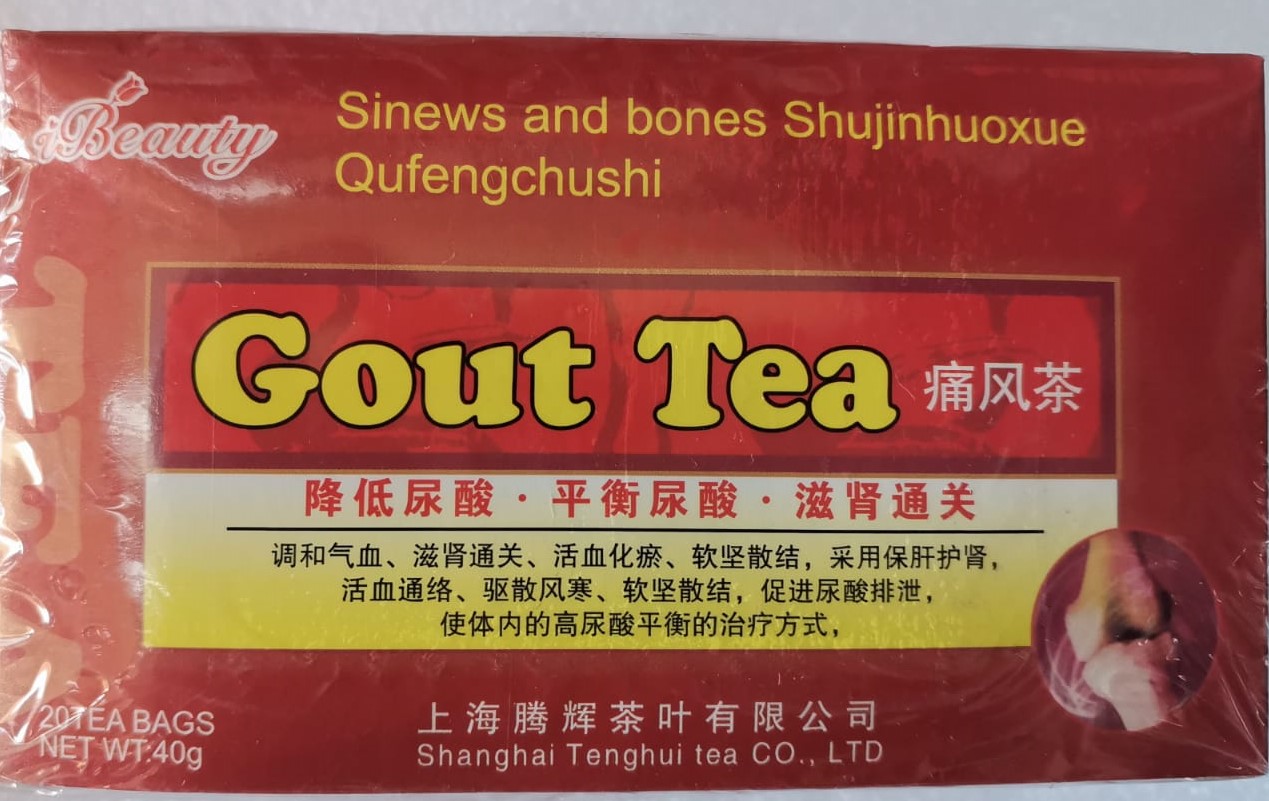 iBeauty
Sinews and bones Shujinhuoxue
Qufengchushi
Gout Tea 痛风茶
降低尿酸·平衡尿酸·滋肾通关
调和气血、滋肾通关、活血化瘀、软坚散结，采用保肝护肾，
活血通络、驱散风寒、软坚散结，促进尿酸排泄，
使体内的高尿酸平衡的治疗方式，
20TEA BAGS
NET WT:40g
上海腾辉茶叶有限公司
Shanghai Tenghui tea CO., LTD